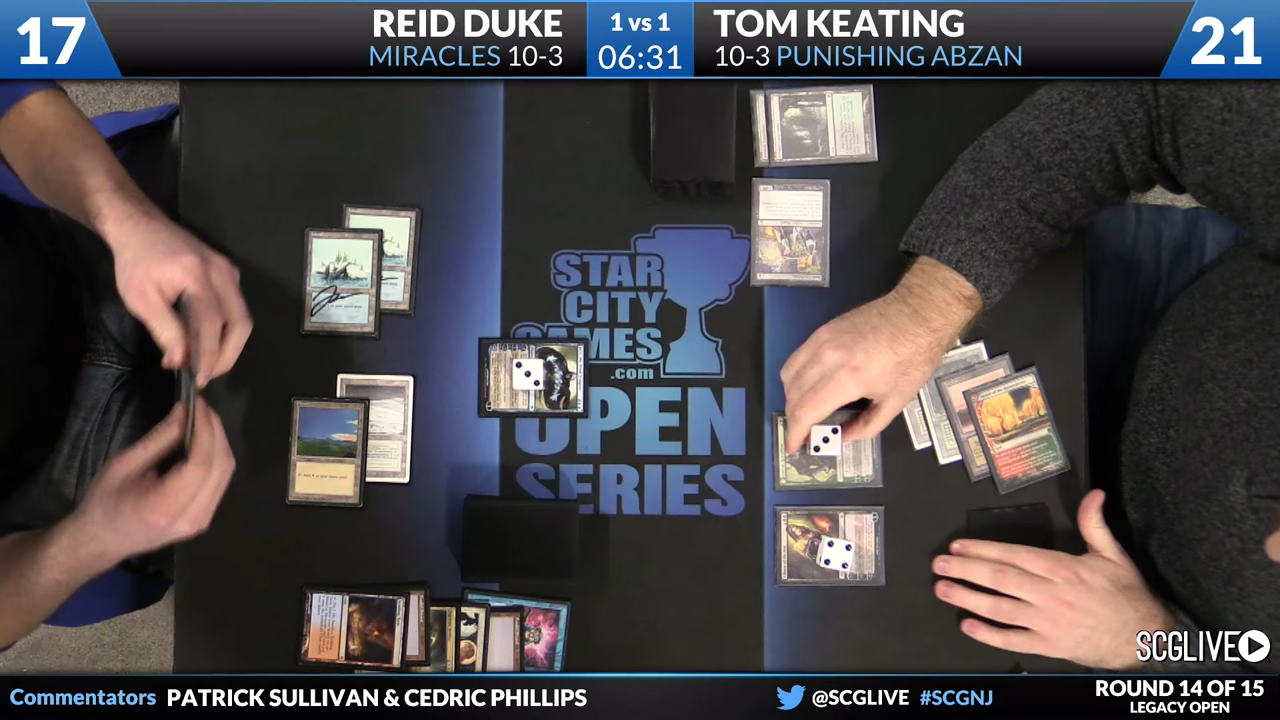 17
REID DUKE
MIRACLES 10-3
1 vs 1
06:31
TOM KEATING
10-3 PUNISHING ABZAN
21
STAR
CITY
GAMES
.com
OPEN
SERIES
SCGLIVE
Commentators PATRICK SULLIVAN & CEDRIC PHILLIPS
@SCGLIVE #SCGNJ
ROUND 14 OF 15
LEGACY OPEN